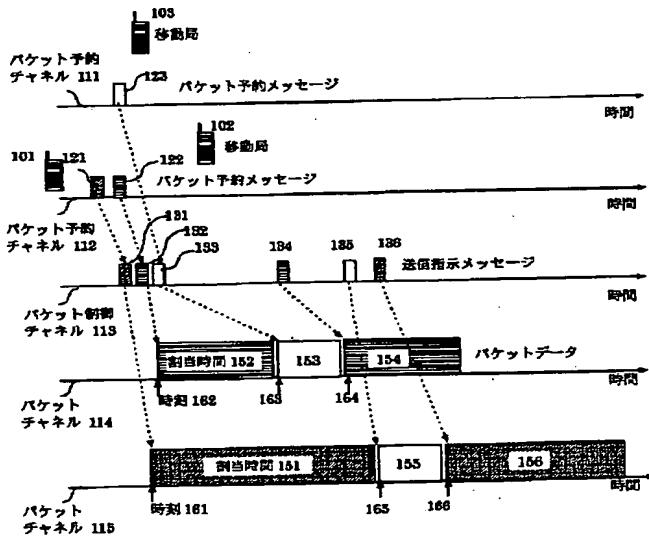 103
移動局
パケット予約
チャネル 111
123
パケット予約メッセージ
時間
102
移動局
101
121
122
パケット予約メッセージ
時間
パケット予約
チャネル 112
131
132
133
134
135
136
送信指示メッセージ
時間
パケット制御
チャネル 113
割当時間 152
153
154
パケットデータ
時間
パケット
チャネル 114
時刻 162
163
164
割当時間 151
155
156
時間
パケット
チャネル 115
時刻 161
165
166